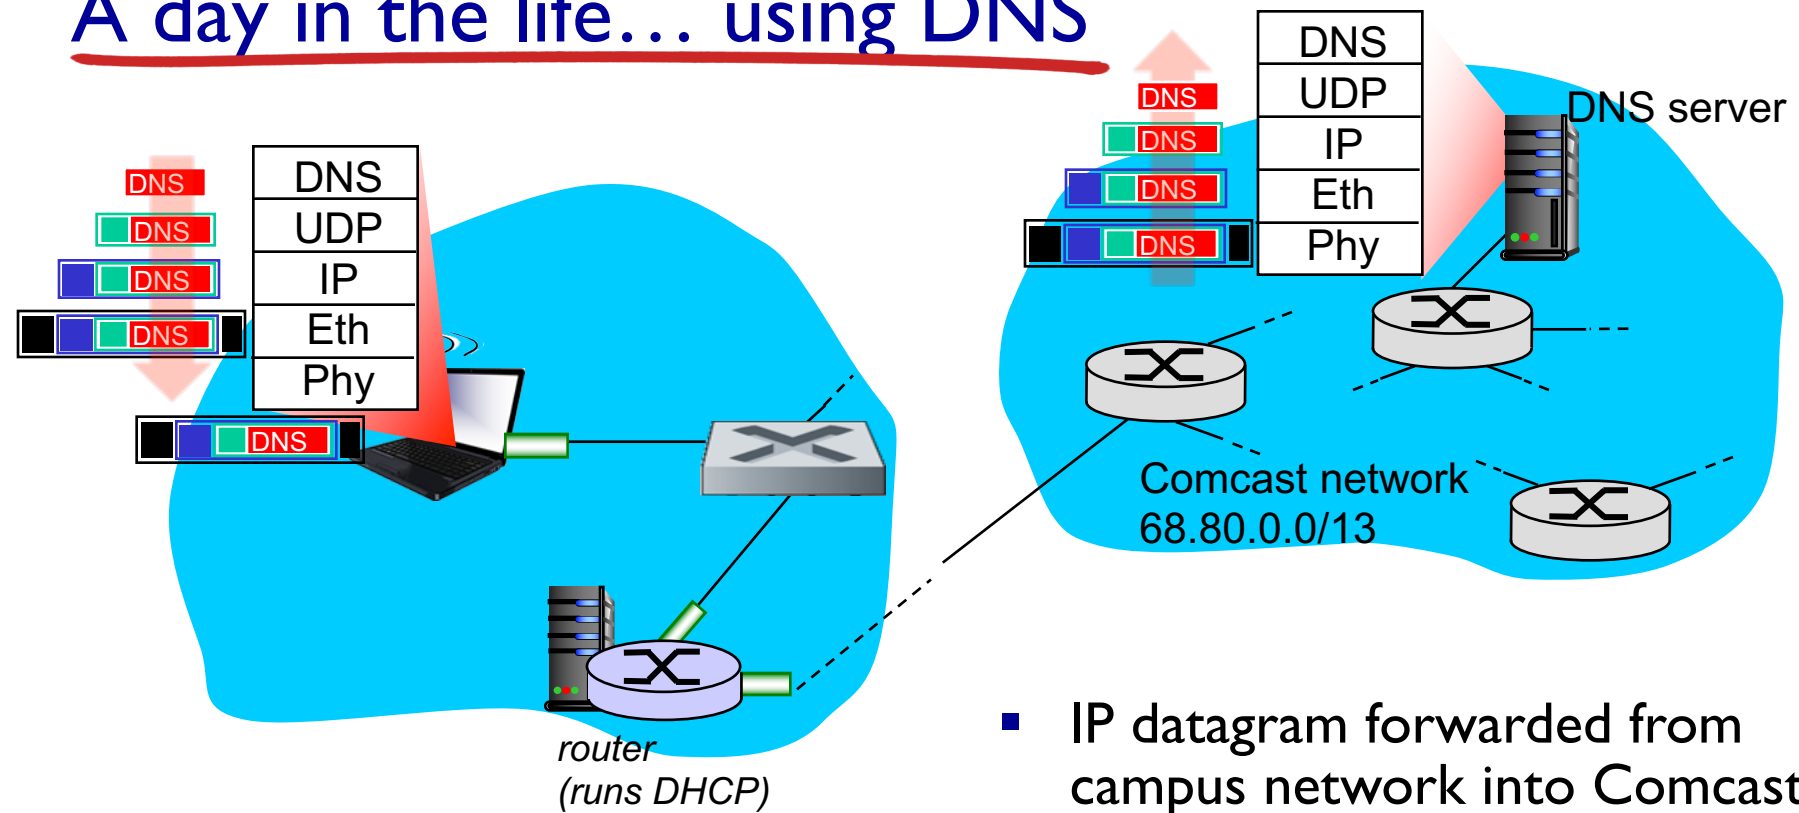 A day in the life... using DNS
DNS
DNS
DNS
DNS
DNS
DNS
UDP
IP
Eth
Phy
DNS
DNS
DNS
DNS
DNS
UDP
IP
Eth
Phy
DNS server
Comcast network
68.80.0.0/13
router
(runs DHCP)
▪ IP datagram forwarded from
campus network into Comcast